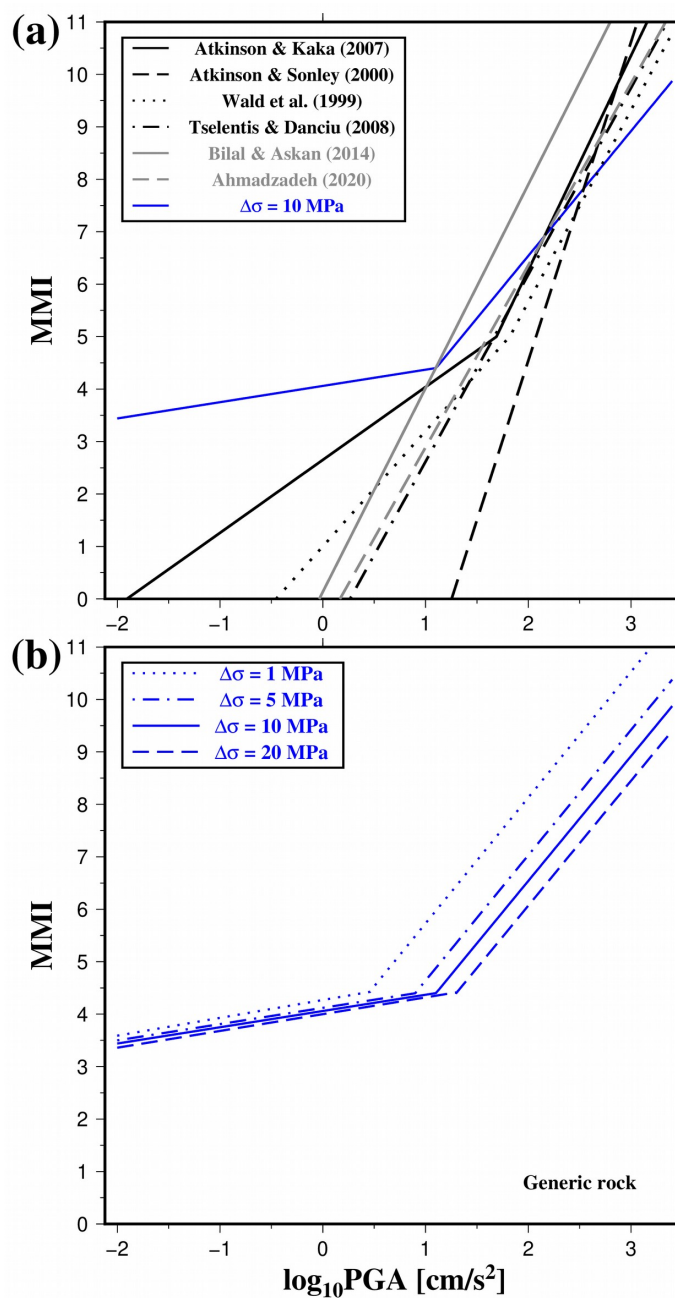 (a)
Atkinson & Kaka (2007)
Atkinson & Sonley (2000)
Wald et al. (1999)
Tselentis & Danciu (2008)
Bilal & Askan (2014)
Ahmadzadeh (2020)
Δσ = 10 MPa
11
10
9
8
7
6
5
4
3
2
1
0
MMI
−2 −1 0 1 2 3
(b)
Δσ = 1 MPa
Δσ = 5 MPa
Δσ = 10 MPa
Δσ = 20 MPa
11
10
9
8
7
6
5
4
3
2
1
0
MMI
Generic rock
−2 −1 0 1 2 3
log₁₀PGA [cm/s²]